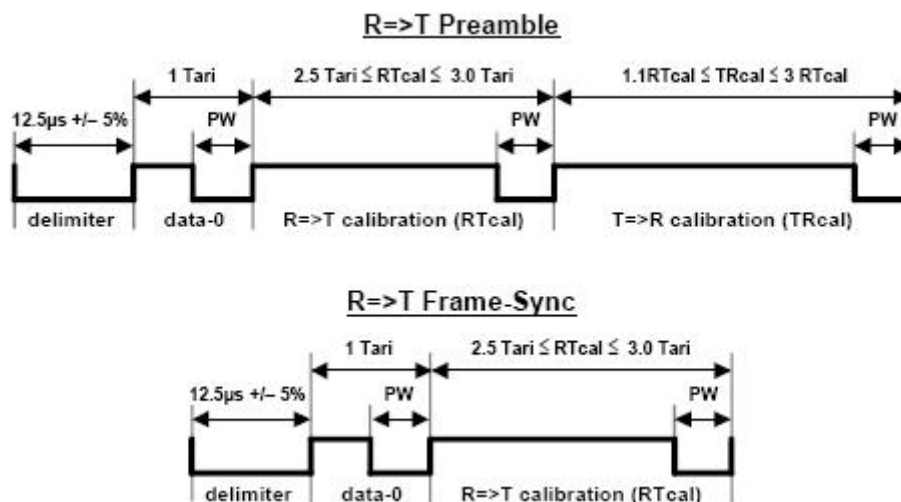 R=>T Preamble
1 Tari
2.5 Tari ≤ RTcal ≤ 3.0 Tari
1.1RTcal ≤ TRcal ≤ 3 RTcal
12.5µs +/– 5%
PW
PW
PW
delimiter
data-0
R=>T calibration (RTcal)
T=>R calibration (TRcal)
R=>T Frame-Sync
1 Tari
2.5 Tari ≤ RTcal ≤ 3.0 Tari
12.5µs +/– 5%
PW
PW
delimiter
data-0
R=>T calibration (RTcal)